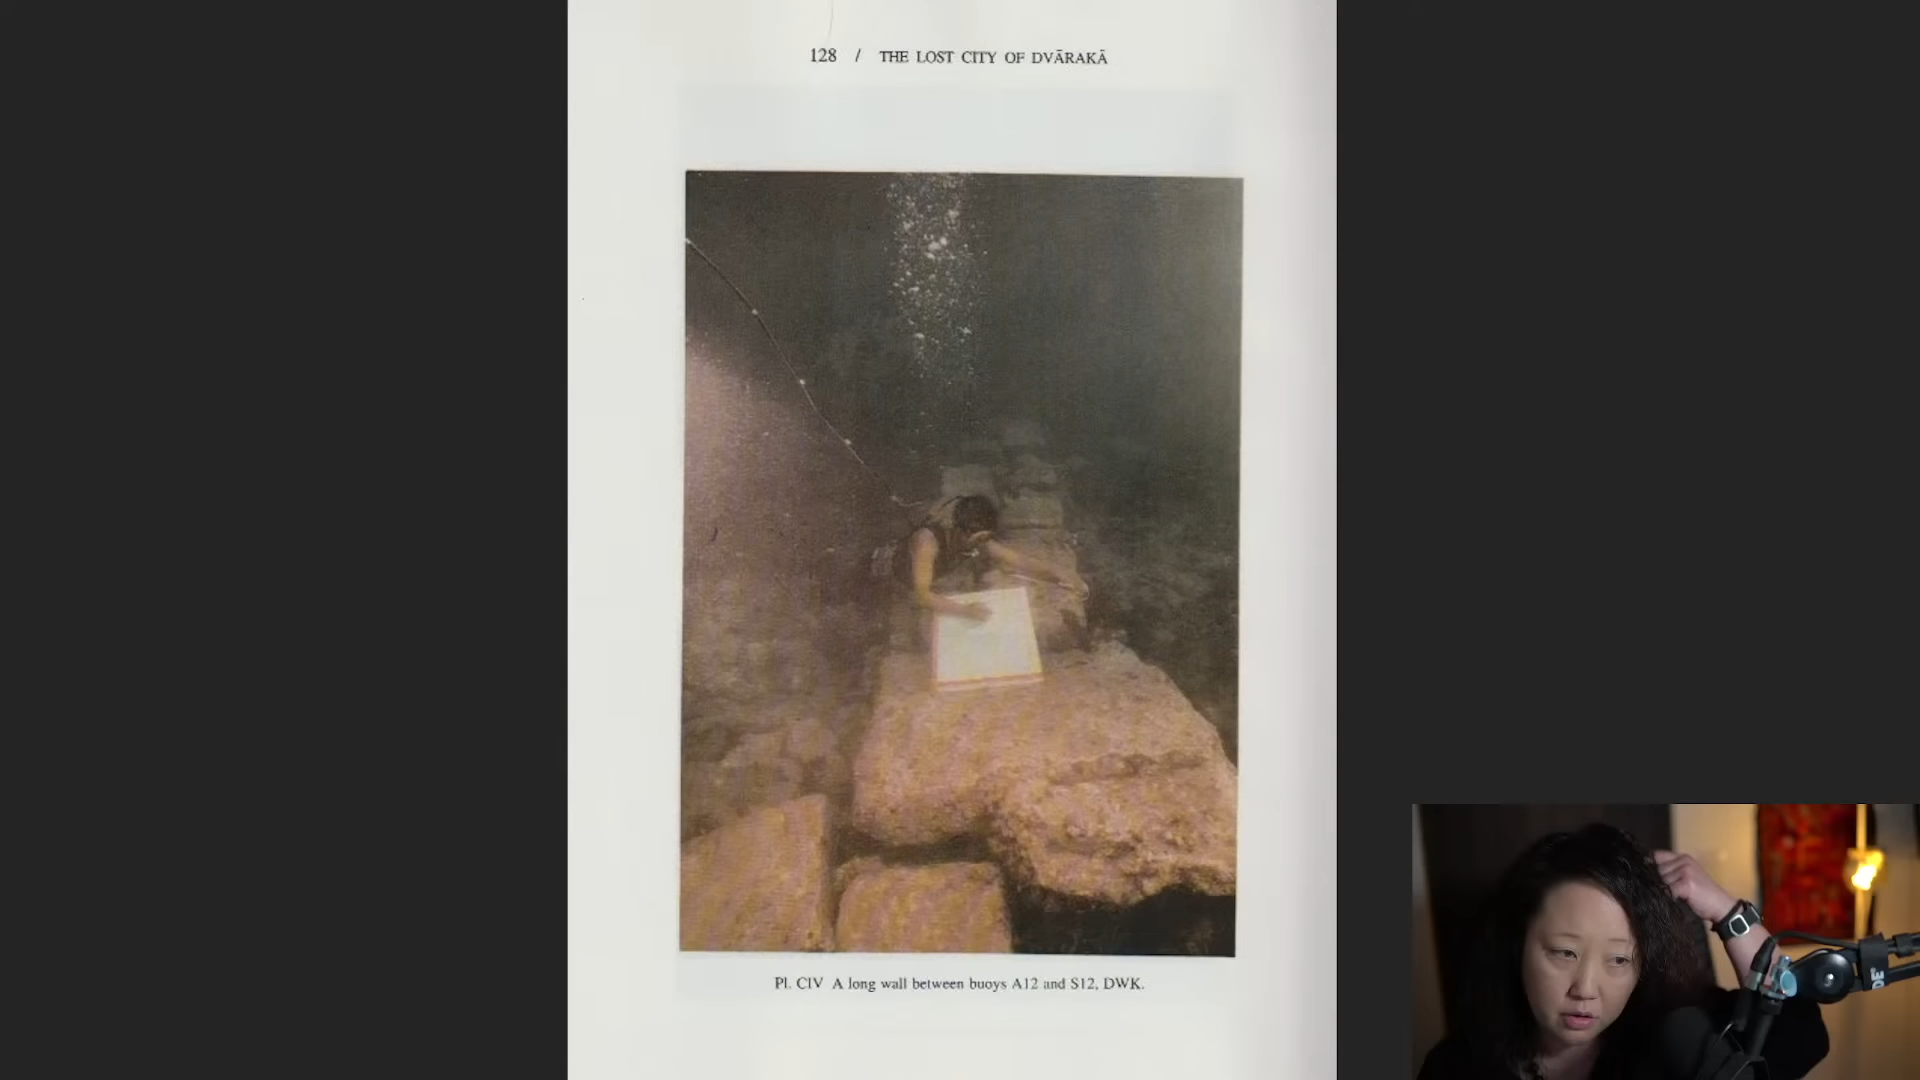 128 / THE LOST CITY OF DVĀRAKĀ
Pl. CIV A long wall between buoys A12 and S12, DWK.